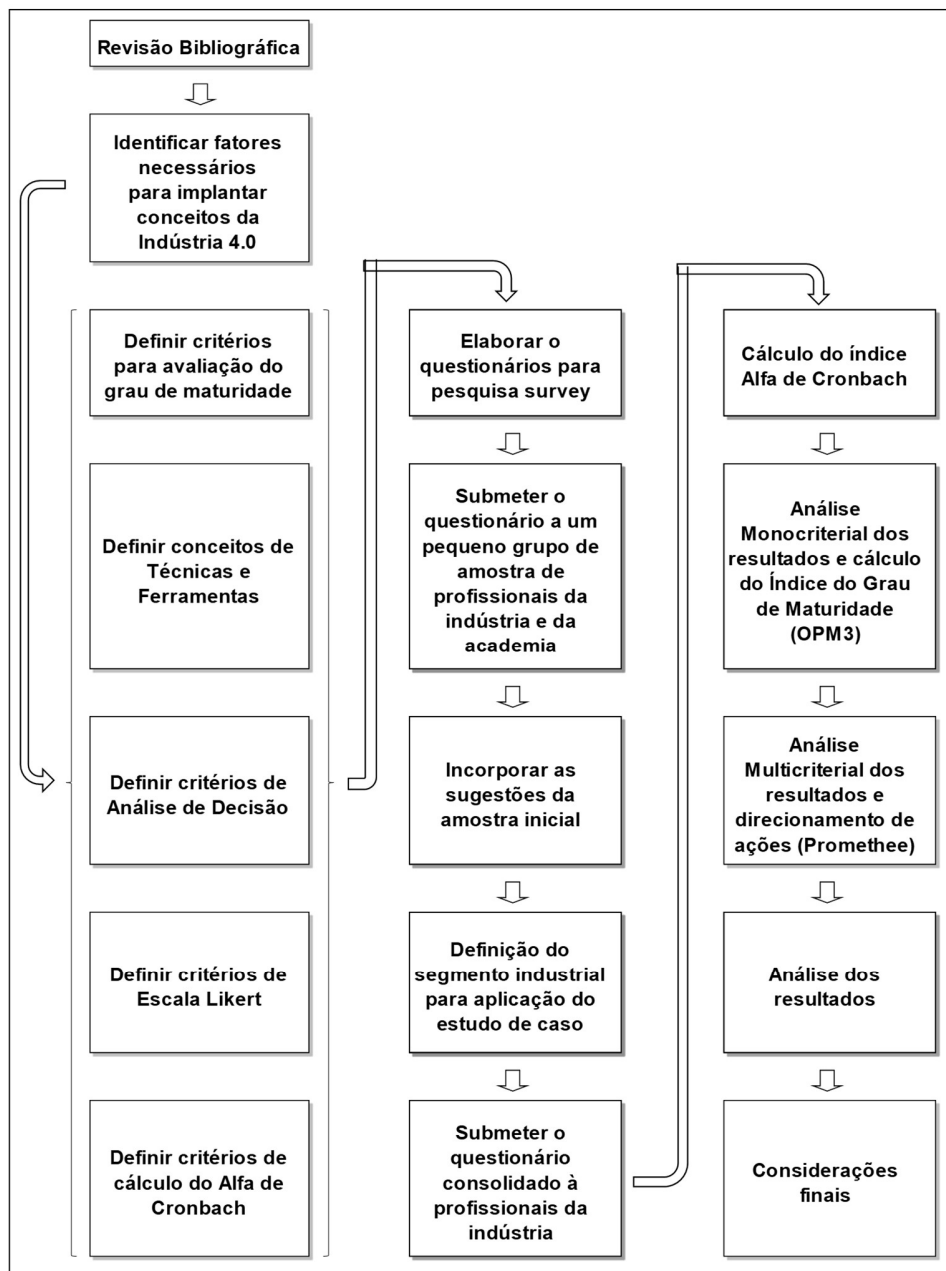 Revisão Bibliográfica
Identificar fatores
necessários
para implantar
conceitos da
Indústria 4.0
Definir critérios
para avaliação do
grau de maturidade
Definir conceitos de
Técnicas e
Ferramentas
Definir critérios de
Análise de Decisão
Definir critérios de
Escala Likert
Definir critérios de
cálculo do Alfa de
Cronbach
Elaborar o
questionários para
pesquisa survey
Submeter o
questionário a um
pequeno grupo de
amostra de
profissionais da
indústria e da
academia
Incorporar as
sugestões da
amostra inicial
Definição do
segmento industrial
para aplicação do
estudo de caso
Submeter o
questionário
consolidado à
profissionais da
indústria
Cálculo do índice
Alfa de Cronbach
Análise
Monocriterial dos
resultados e cálculo
do Índice do Grau
de Maturidade
(OPM3)
Análise
Multicriterial dos
resultados e
direcionamento de
ações (Promethee)
Análise dos
resultados
Considerações
finais